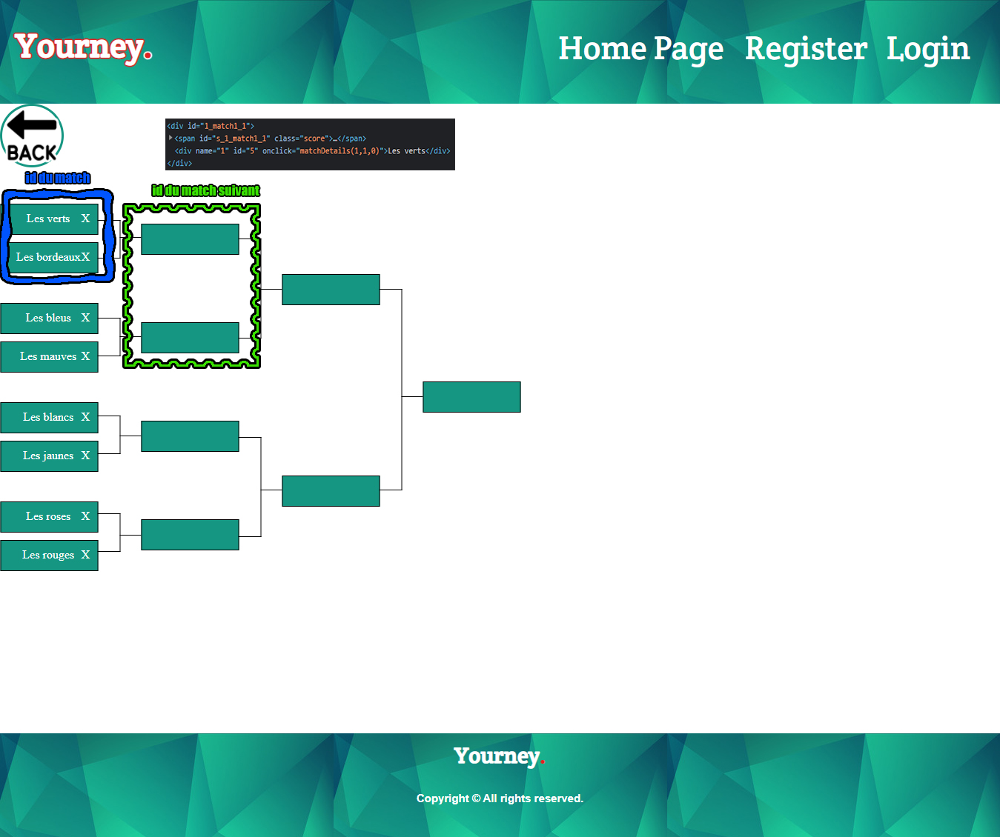 Yourney.
Home Page Register Login
BACK
<div id="1_match1_1">
<span id="s_1_match1_1" class="score">…</span>
<div name="1" id="5" onclick="matchDetails(1,1,0)">Les verts</div>
</div>
id du match
id du match suivant
Les verts X
Les bordeauxX
Les bleus X
Les mauves X
Les blancs X
Les jaunes X
Les roses X
Les rouges X
Yourney.
Copyright © All rights reserved.